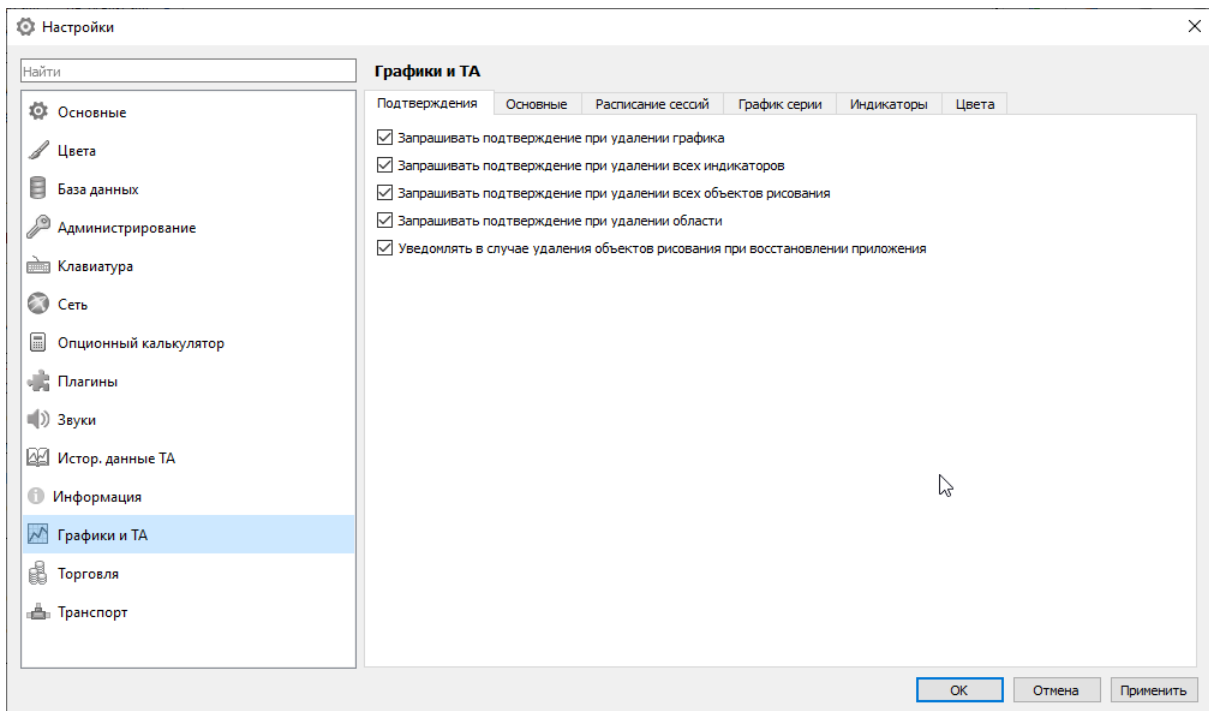 Настройки
Найти
Основные
Цвета
База данных
Администрирование
Клавиатура
Сеть
Опционный калькулятор
Плагины
Звуки
Истор. данные ТА
Информация
Графики и ТА
Торговля
Транспорт
Графики и ТА
Подтверждения Основные Расписание сессий График серии Индикаторы Цвета
Запрашивать подтверждение при удалении графика
Запрашивать подтверждение при удалении всех индикаторов
Запрашивать подтверждение при удалении всех объектов рисования
Запрашивать подтверждение при удалении области
Уведомлять в случае удаления объектов рисования при восстановлении приложения
ОК Отмена Применить